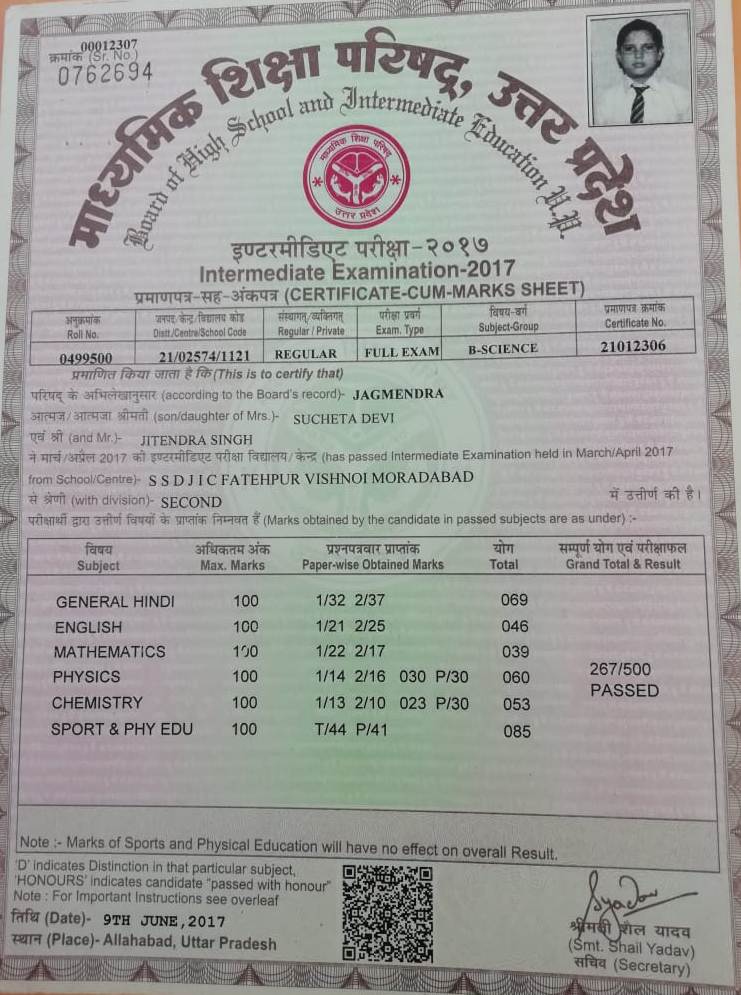 00012307
क्रमांक (Sr. No.)
0762694
माध्यमिक शिक्षा परिषद्, उत्तर प्रदेश
Board of High School and Intermediate Education U.P.
माध्यमिक शिक्षा परिषद
उत्तर प्रदेश
इण्टरमीडिएट परीक्षा-२०१७
Intermediate Examination-2017
प्रमाणपत्र-सह-अंकपत्र (CERTIFICATE-CUM-MARKS SHEET)
अनुक्रमांक जनपद/केन्द्र/विद्यालय कोड संस्थागत/व्यक्तिगत परीक्षा प्रवर्ग विषय-वर्ग प्रमाणपत्र क्रमांक
Roll No. Distt./Centre/School Code Regular / Private Exam. Type Subject-Group Certificate No.
0499500 21/02574/1121 REGULAR FULL EXAM B-SCIENCE 21012306
प्रमाणित किया जाता है कि (This is to certify that)
परिषद् के अभिलेखानुसार (according to the Board's record)- JAGMENDRA
आत्मज/आत्मजा श्रीमती (son/daughter of Mrs.)- SUCHETA DEVI
एवं श्री (and Mr.)- JITENDRA SINGH
ने मार्च/अप्रैल 2017 की इण्टरमीडिएट परीक्षा विद्यालय/केन्द्र (has passed Intermediate Examination held in March/April 2017
from School/Centre)- S S D J I C FATEHPUR VISHNOI MORADABAD
से श्रेणी (with division)- SECOND में उत्तीर्ण की है।
परीक्षार्थी द्वारा उत्तीर्ण विषयों के प्राप्तांक निम्नवत हैं (Marks obtained by the candidate in passed subjects are as under) :-
विषय अधिकतम अंक प्रश्नपत्रवार प्राप्तांक योग सम्पूर्ण योग एवं परीक्षाफल
Subject Max. Marks Paper-wise Obtained Marks Total Grand Total & Result
GENERAL HINDI 100 1/32 2/37 069
ENGLISH 100 1/21 2/25 046
MATHEMATICS 100 1/22 2/17 039
PHYSICS 100 1/14 2/16 030 P/30 060 267/500
CHEMISTRY 100 1/13 2/10 023 P/30 053 PASSED
SPORT & PHY EDU 100 T/44 P/41 085
Note :- Marks of Sports and Physical Education will have no effect on overall Result.
'D' indicates Distinction in that particular subject,
'HONOURS' indicates candidate "passed with honour"
Note : For Important Instructions see overleaf
तिथि (Date)- 9TH JUNE,2017
स्थान (Place)- Allahabad, Uttar Pradesh
Syadav
श्रीमती शैल यादव
(Smt. Shail Yadav)
सचिव (Secretary)